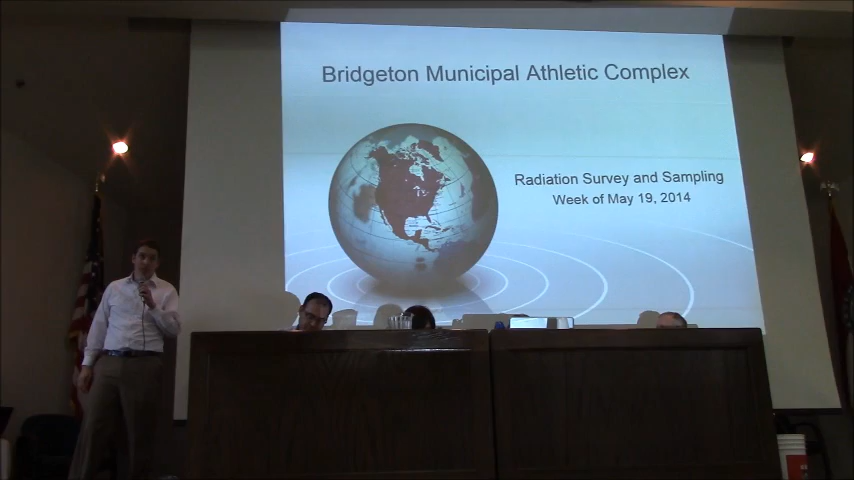 Bridgeton Municipal Athletic Complex
Radiation Survey and Sampling
Week of May 19, 2014